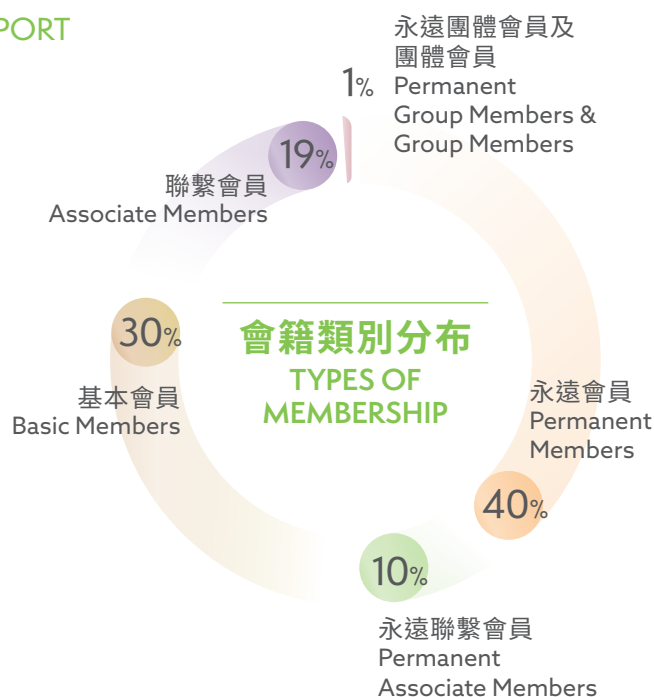 PORT
永遠團體會員及
團體會員
Permanent
Group Members &
Group Members
1%
19%
聯繫會員
Associate Members
30%
基本會員
Basic Members
會籍類別分布
TYPES OF
MEMBERSHIP
永遠會員
Permanent
Members
40%
10%
永遠聯繫會員
Permanent
Associate Members